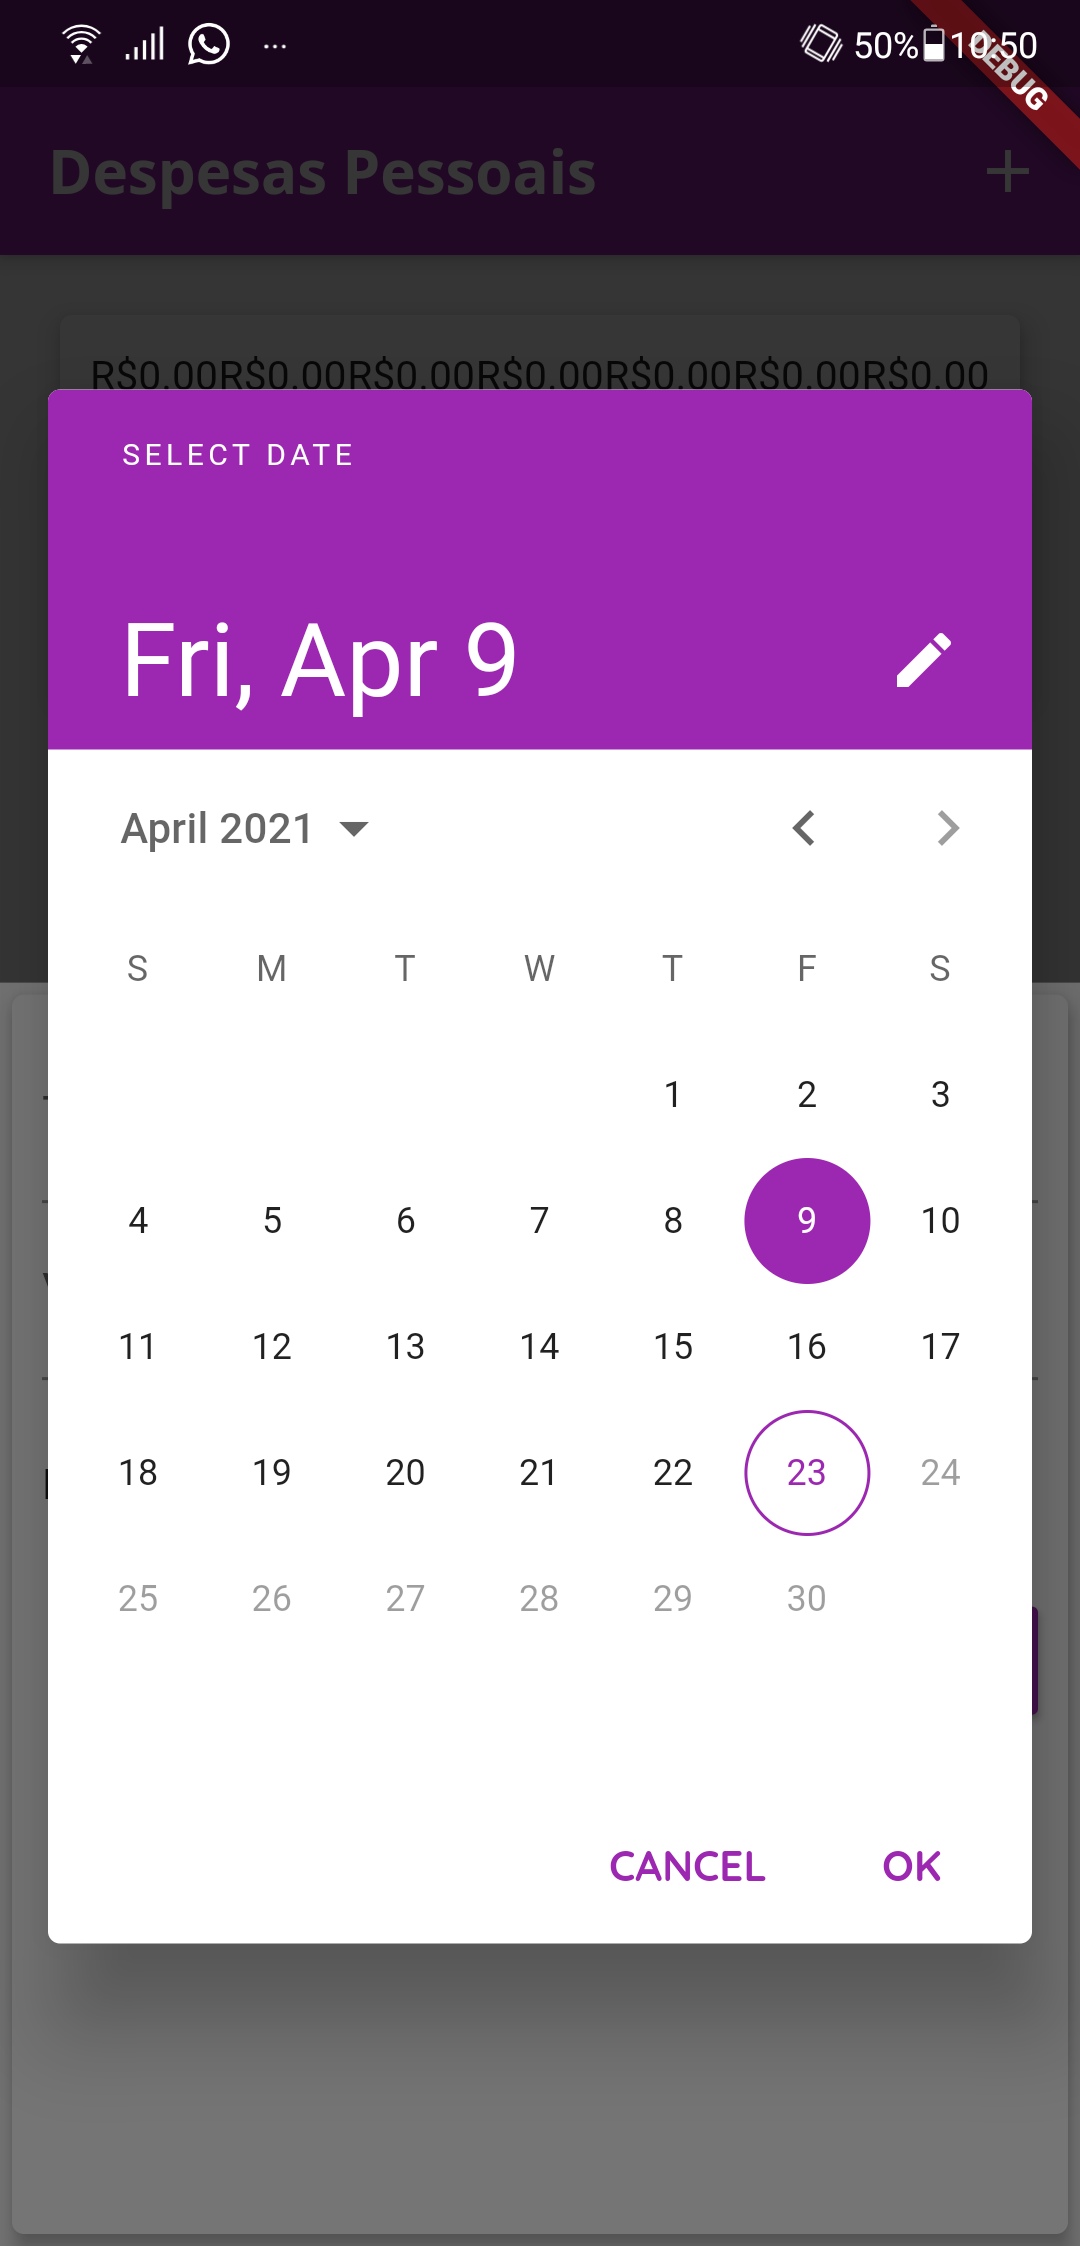 50% 10:50
DEBUG
Despesas Pessoais
R$0.00R$0.00R$0.00R$0.00R$0.00R$0.00R$0.00
SELECT DATE
Fri, Apr 9
April 2021
S M T W T F S
1 2 3
4 5 6 7 8 9 10
11 12 13 14 15 16 17
18 19 20 21 22 23 24
25 26 27 28 29 30
CANCEL OK